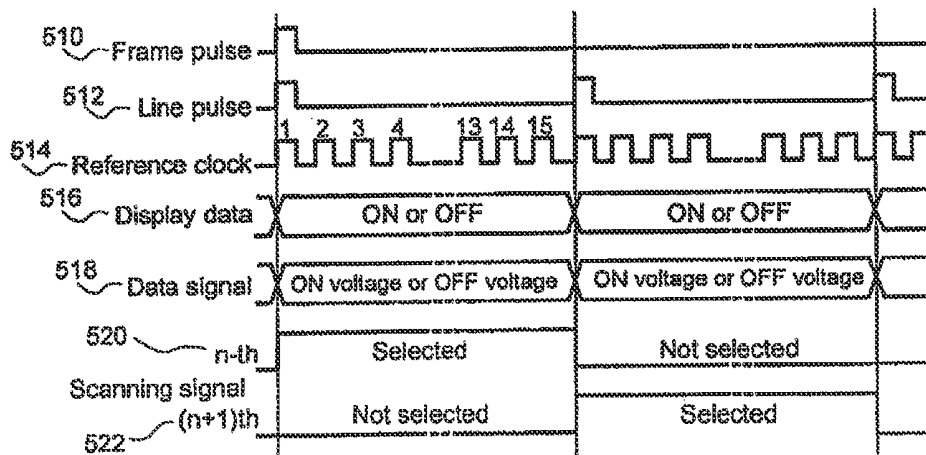 510 Frame pulse
512 Line pulse
1 2 3 4 13 14 15
514 Reference clock
516 Display data ON or OFF ON or OFF
518 Data signal ON voltage or OFF voltage ON voltage or OFF voltage
520 n-th Selected Not selected
Scanning signal
(n+1)th Not selected Selected
522